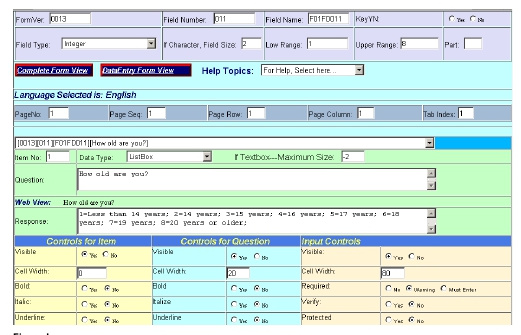 FormVer: 0013 Field Number: 011 Field Name: F01FD011 KeyYN: Yes No
Field Type: Integer If Character, Field Size: 2 Low Range: 1 Upper Range: 8 Part:
Complete Form View DataEntry Form View Help Topics: For Help, Select here...
Language Selected is: English
PageNo: 1 Page Seq: 1 Page Row: 1 Page Column: 1 Tab Index: 1
[0013][011][F01FD011][How old are you?]
Item No: 1 Data Type: ListBox If Textbox---Maximum Size: -2
Question: How old are you?
Web View: How old are you?
Response: 1=Less than 14 years; 2=14 years; 3=15 years; 4=16 years; 5=17 years; 6=18
years; 7=19 years; 8=20 years or older;
Controls for Item Controls for Question Input Controls
Visible Yes No Visible Yes No Visible: Yes No
Cell Width: 0 Cell Width: 20 Cell Width: 80
Bold: Yes No Bold Yes No Required: No Warning Must Enter
Italic: Yes No Italize Yes No Verify: Yes No
Underline: Yes No Underline Yes No Protected Yes No